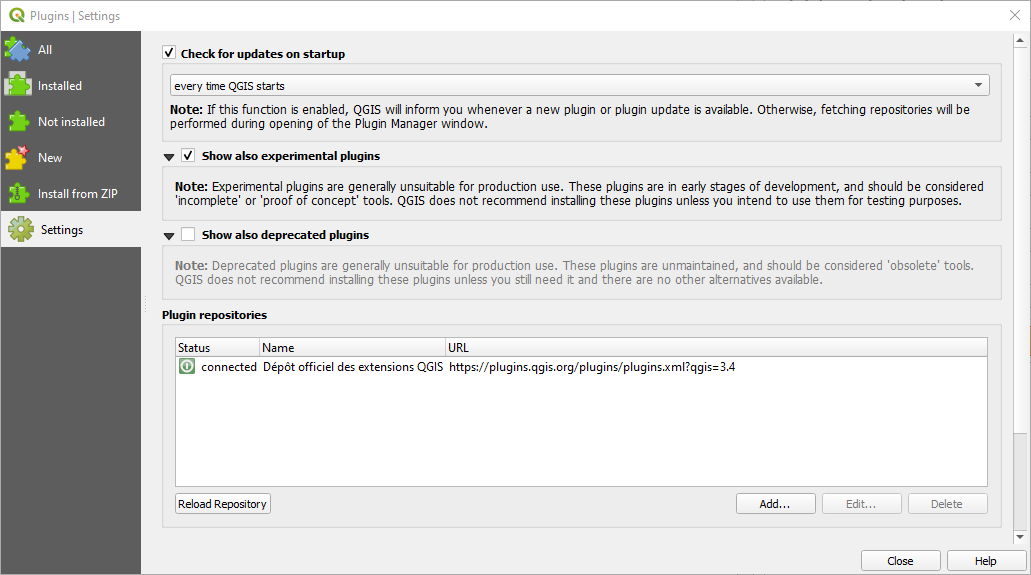 Plugins | Settings
All
Installed
Not installed
New
Install from ZIP
Settings
Check for updates on startup
every time QGIS starts
Note: If this function is enabled, QGIS will inform you whenever a new plugin or plugin update is available. Otherwise, fetching repositories will be
performed during opening of the Plugin Manager window.
Show also experimental plugins
Note: Experimental plugins are generally unsuitable for production use. These plugins are in early stages of development, and should be considered
'incomplete' or 'proof of concept' tools. QGIS does not recommend installing these plugins unless you intend to use them for testing purposes.
Show also deprecated plugins
Note: Deprecated plugins are generally unsuitable for production use. These plugins are unmaintained, and should be considered 'obsolete' tools.
QGIS does not recommend installing these plugins unless you still need it and there are no other alternatives available.
Plugin repositories
Status Name URL
connected Dépôt officiel des extensions QGIS https://plugins.qgis.org/plugins/plugins.xml?qgis=3.4
Reload Repository Add... Edit... Delete
Close Help